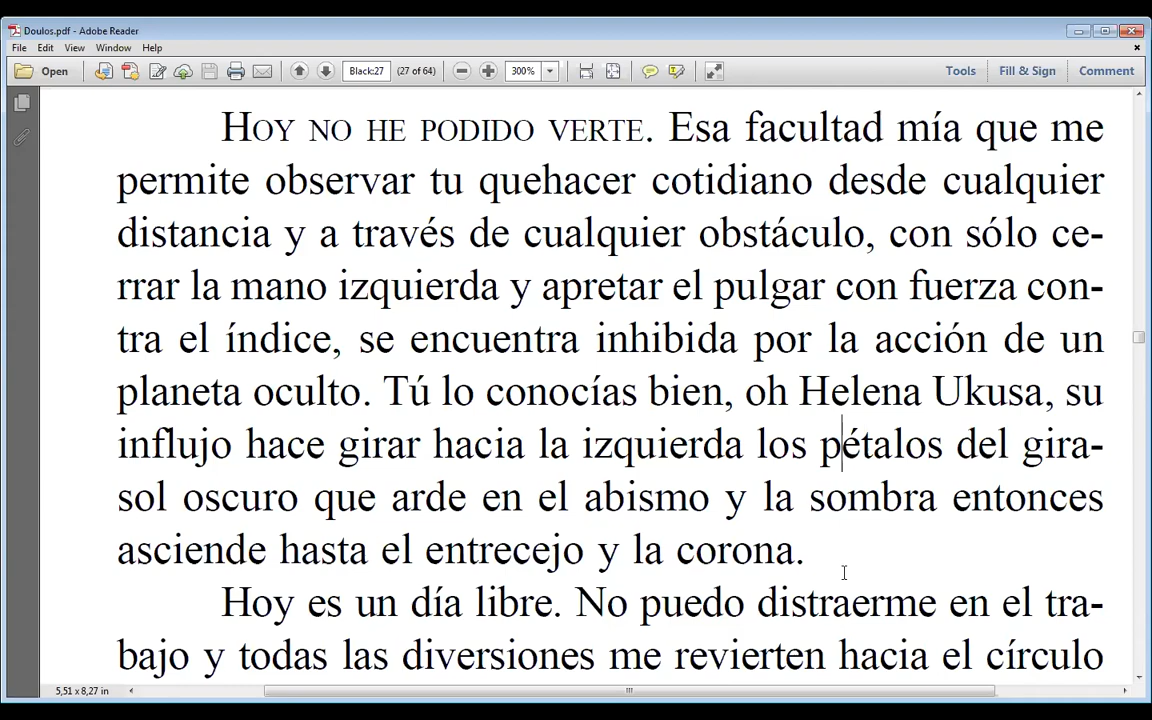 Doulos.pdf - Adobe Reader
File Edit View Window Help
Open Black:27 (27 of 64) 300% Tools Fill & Sign Comment
HOY NO HE PODIDO VERTE. Esa facultad mía que me
permite observar tu quehacer cotidiano desde cualquier
distancia y a través de cualquier obstáculo, con sólo ce-
rrar la mano izquierda y apretar el pulgar con fuerza con-
tra el índice, se encuentra inhibida por la acción de un
planeta oculto. Tú lo conocías bien, oh Helena Ukusa, su
influjo hace girar hacia la izquierda los pétalos del gira-
sol oscuro que arde en el abismo y la sombra entonces
asciende hasta el entrecejo y la corona.
Hoy es un día libre. No puedo distraerme en el tra-
bajo y todas las diversiones me revierten hacia el círculo
5,51 x 8,27 in